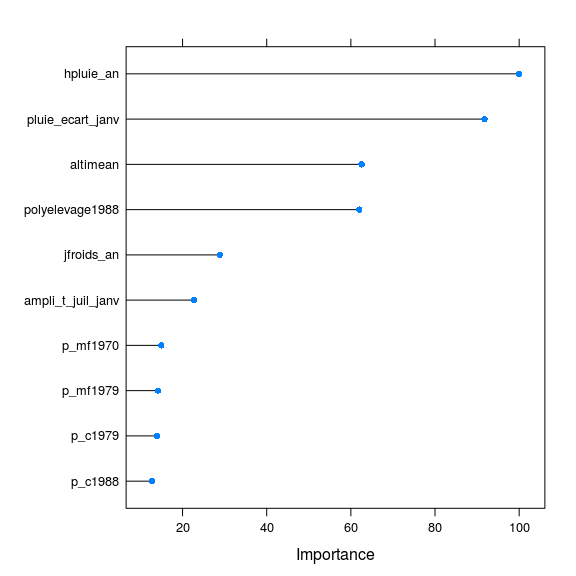 hpluie_an
pluie_ecart_janv
altimean
polyelevage1988
jfroids_an
ampli_t_juil_janv
p_mf1970
p_mf1979
p_c1979
p_c1988
20 40 60 80 100
Importance